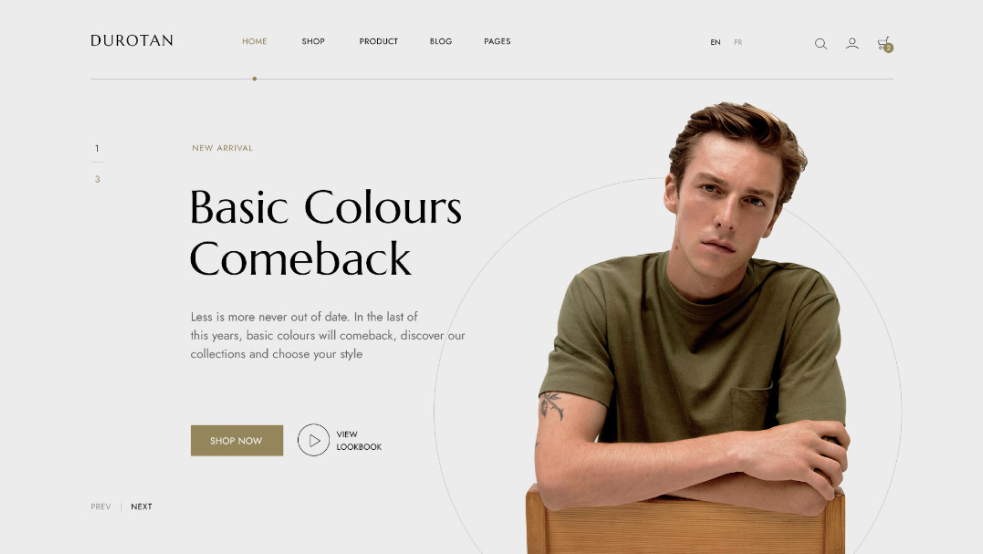 DUROTAN
HOME SHOP PRODUCT BLOG PAGES
EN FR
2
1
3
NEW ARRIVAL
Basic Colours
Comeback
Less is more never out of date. In the last of
this years, basic colours will comeback, discover our
collections and choose your style
SHOP NOW
VIEW
LOOKBOOK
PREV | NEXT